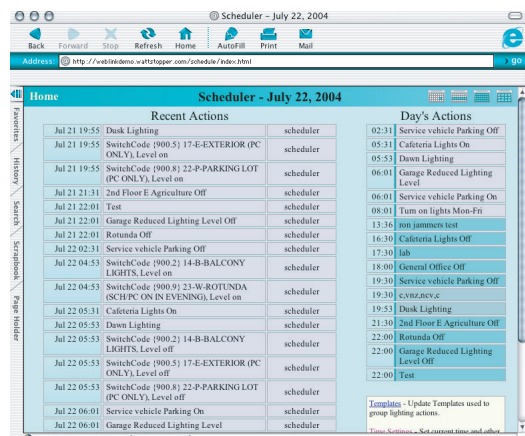 Scheduler - July 22, 2004
Back Forward Stop Refresh Home AutoFill Print Mail
Address: http://weblinkdemo.wattstopper.com/schedule/index.html go
Favorites
History
Search
Scrapbook
Page Holder
Home Scheduler - July 22, 2004
Recent Actions
Jul 21 19:55 Dusk Lighting scheduler
Jul 21 19:55 SwitchCode {900.5} 17-E-EXTERIOR (PC
ONLY), Level on scheduler
Jul 21 19:55 SwitchCode {900.8} 22-P-PARKING LOT
(PC ONLY), Level on scheduler
Jul 21 21:31 2nd Floor E Agriculture Off scheduler
Jul 21 22:01 Test scheduler
Jul 21 22:01 Garage Reduced Lighting Level Off scheduler
Jul 21 22:01 Rotunda Off scheduler
Jul 22 02:31 Service vehicle Parking Off scheduler
Jul 22 04:53 SwitchCode {900.2} 14-B-BALCONY
LIGHTS, Level on scheduler
Jul 22 04:53 SwitchCode {900.9} 23-W-ROTUNDA
(SCH/PC ON IN EVENING), Level on scheduler
Jul 22 05:31 Cafeteria Lights On scheduler
Jul 22 05:53 Dawn Lighting scheduler
Jul 22 05:53 SwitchCode {900.2} 14-B-BALCONY
LIGHTS, Level off scheduler
Jul 22 05:53 SwitchCode {900.5} 17-E-EXTERIOR (PC
ONLY), Level off scheduler
Jul 22 05:53 SwitchCode {900.8} 22-P-PARKING LOT
(PC ONLY), Level off scheduler
Jul 22 06:01 Service vehicle Parking On scheduler
Jul 22 06:01 Garage Reduced Lighting Level scheduler
Day's Actions
02:31 Service vehicle Parking Off
05:31 Cafeteria Lights On
05:53 Dawn Lighting
06:01 Garage Reduced Lighting
Level
06:01 Service vehicle Parking On
08:01 Turn on lights Mon-Fri
13:36 ron jammers test
16:30 Cafeteria Lights Off
17:30 lab
18:00 General Office Off
19:30 Service vehicle Parking Off
19:30 c,vnz,ncv,c
19:53 Dusk Lighting
21:30 2nd Floor E Agriculture Off
22:00 Rotunda Off
22:00 Garage Reduced Lighting
Level Off
22:00 Test
Templates - Update Templates used to
group lighting actions.
Time Settings - Set current time and other